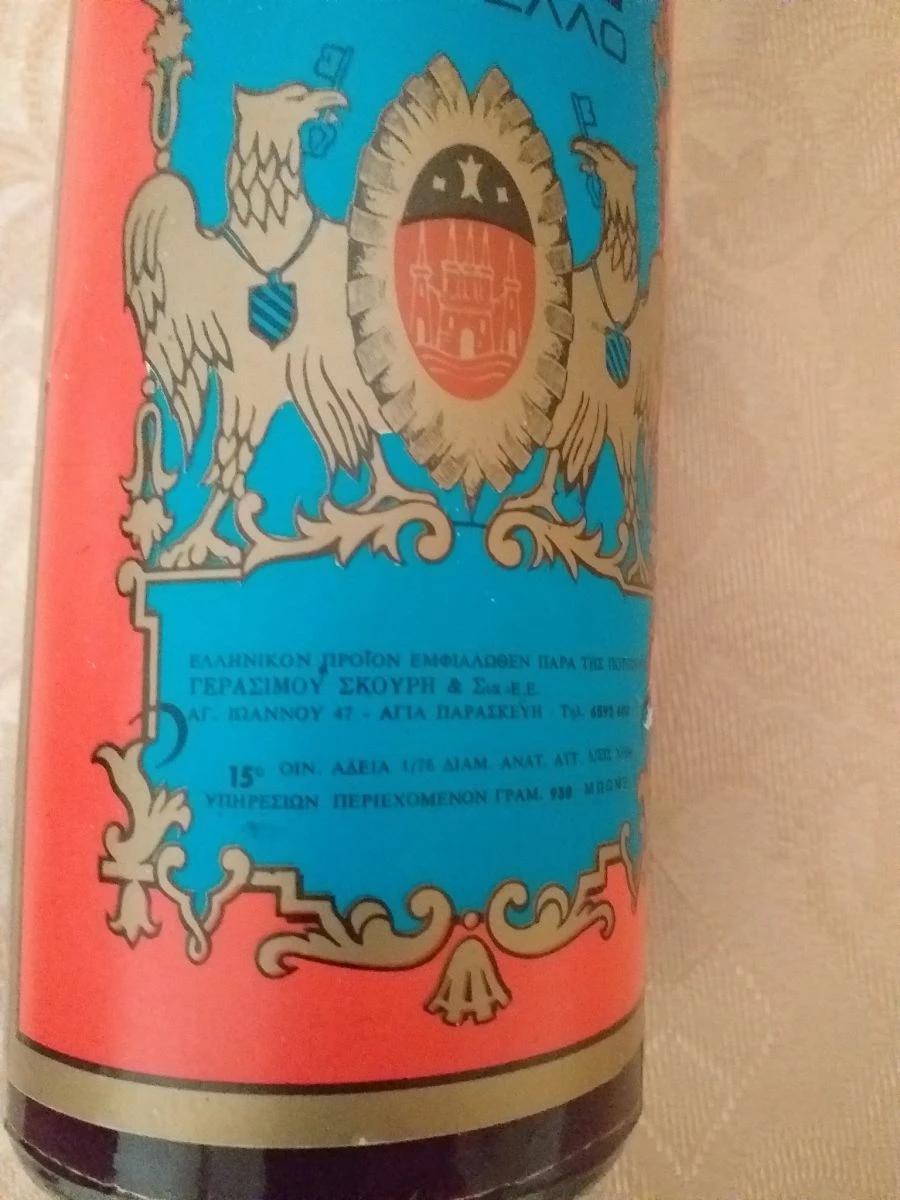 ΕΛΛΗΝΙΚΟΝ ΠΡΟΪΟΝ ΕΜΦΙΑΛΩΘΕΝ ΠΑΡΑ ΤΗΣ
ΓΕΡΑΣΙΜΟΥ ΣΚΟΥΡΗ & Σια Ε.Ε.
ΑΓ. ΙΩΑΝΝΟΥ 47 - ΑΓΙΑ ΠΑΡΑΣΚΕΥΗ Τηλ.
15° ΟΙΝ. ΑΔΕΙΑ 1/76 ΔΙΑΜ. ΑΝΑΤ. ΑΤΤ.
ΥΠΗΡΕΣΙΩΝ ΠΕΡΙΕΧΟΜΕΝΟΝ ΓΡΑΜ. 950